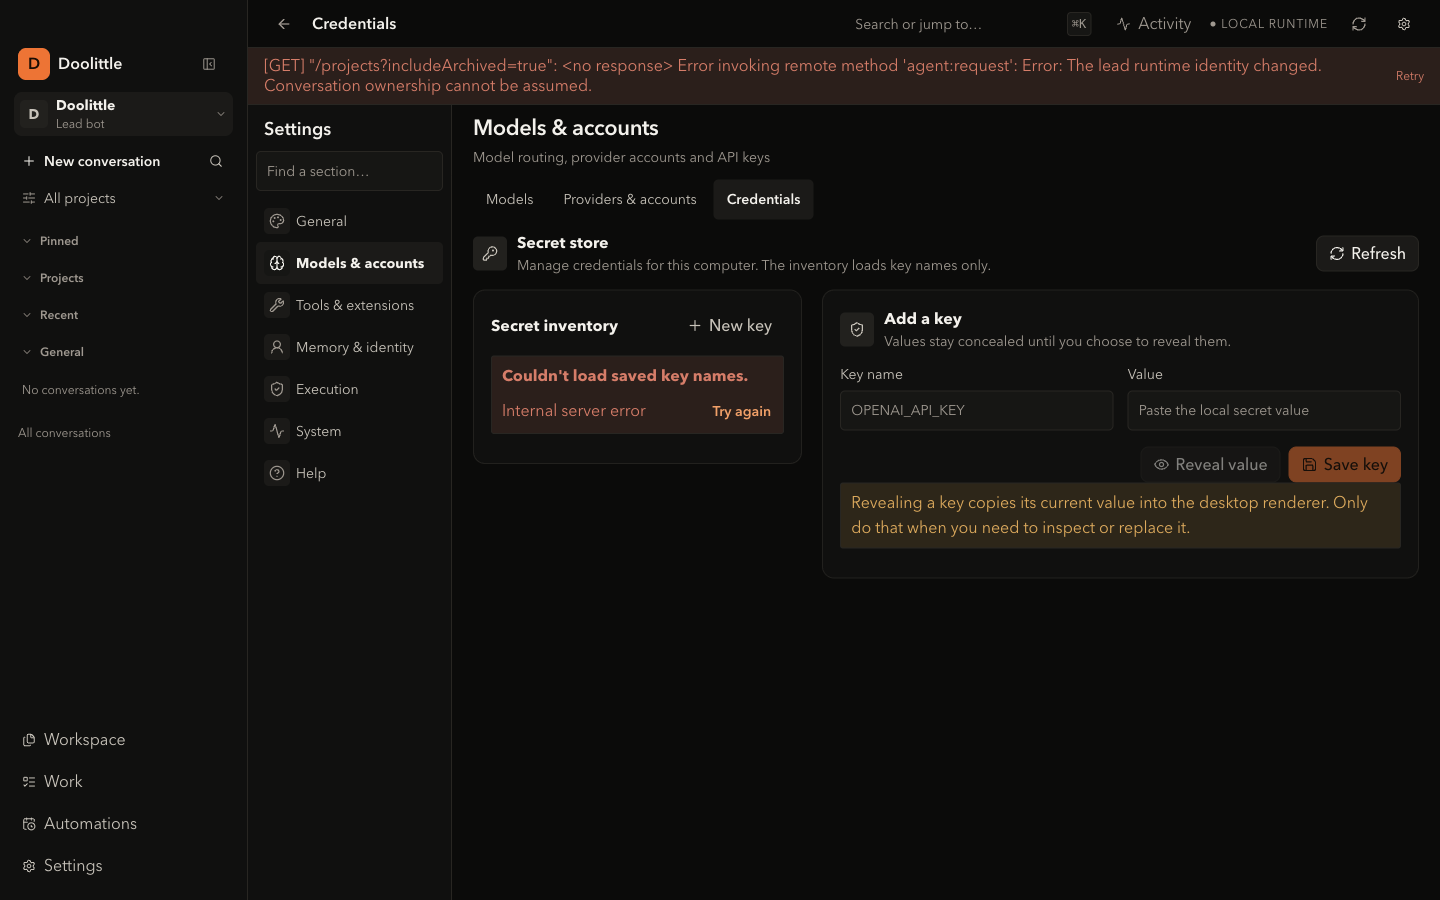 Credentials
Search or jump to…
⌘K
Activity
LOCAL RUNTIME
D
Doolittle
D
Doolittle
Lead bot
New conversation
All projects
Pinned
Projects
Recent
General
No conversations yet.
All conversations
Workspace
Work
Automations
Settings
[GET] "/projects?includeArchived=true": <no response> Error invoking remote method 'agent:request': Error: The lead runtime identity changed.
Conversation ownership cannot be assumed.
Retry
Settings
Find a section…
General
Models & accounts
Tools & extensions
Memory & identity
Execution
System
Help
Models & accounts
Model routing, provider accounts and API keys
Models
Providers & accounts
Credentials
Secret store
Manage credentials for this computer. The inventory loads key names only.
Refresh
Secret inventory
New key
Couldn't load saved key names.
Internal server error
Try again
Add a key
Values stay concealed until you choose to reveal them.
Key name
Value
OPENAI_API_KEY
Paste the local secret value
Reveal value
Save key
Revealing a key copies its current value into the desktop renderer. Only
do that when you need to inspect or replace it.